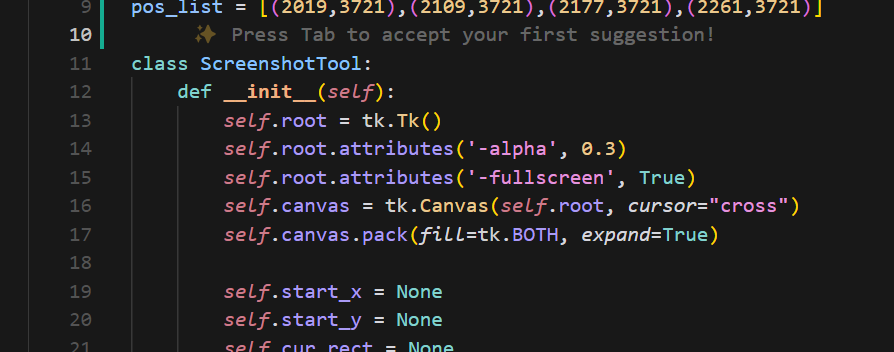 9 pos_list = [(2019,3721),(2109,3721),(2177,3721),(2261,3721)]
10 ✨ Press Tab to accept your first suggestion!
11 class ScreenshotTool:
12 def __init__(self):
13 self.root = tk.Tk()
14 self.root.attributes('-alpha', 0.3)
15 self.root.attributes('-fullscreen', True)
16 self.canvas = tk.Canvas(self.root, cursor="cross")
17 self.canvas.pack(fill=tk.BOTH, expand=True)
18
19 self.start_x = None
20 self.start_y = None
21 self.cur_rect = None